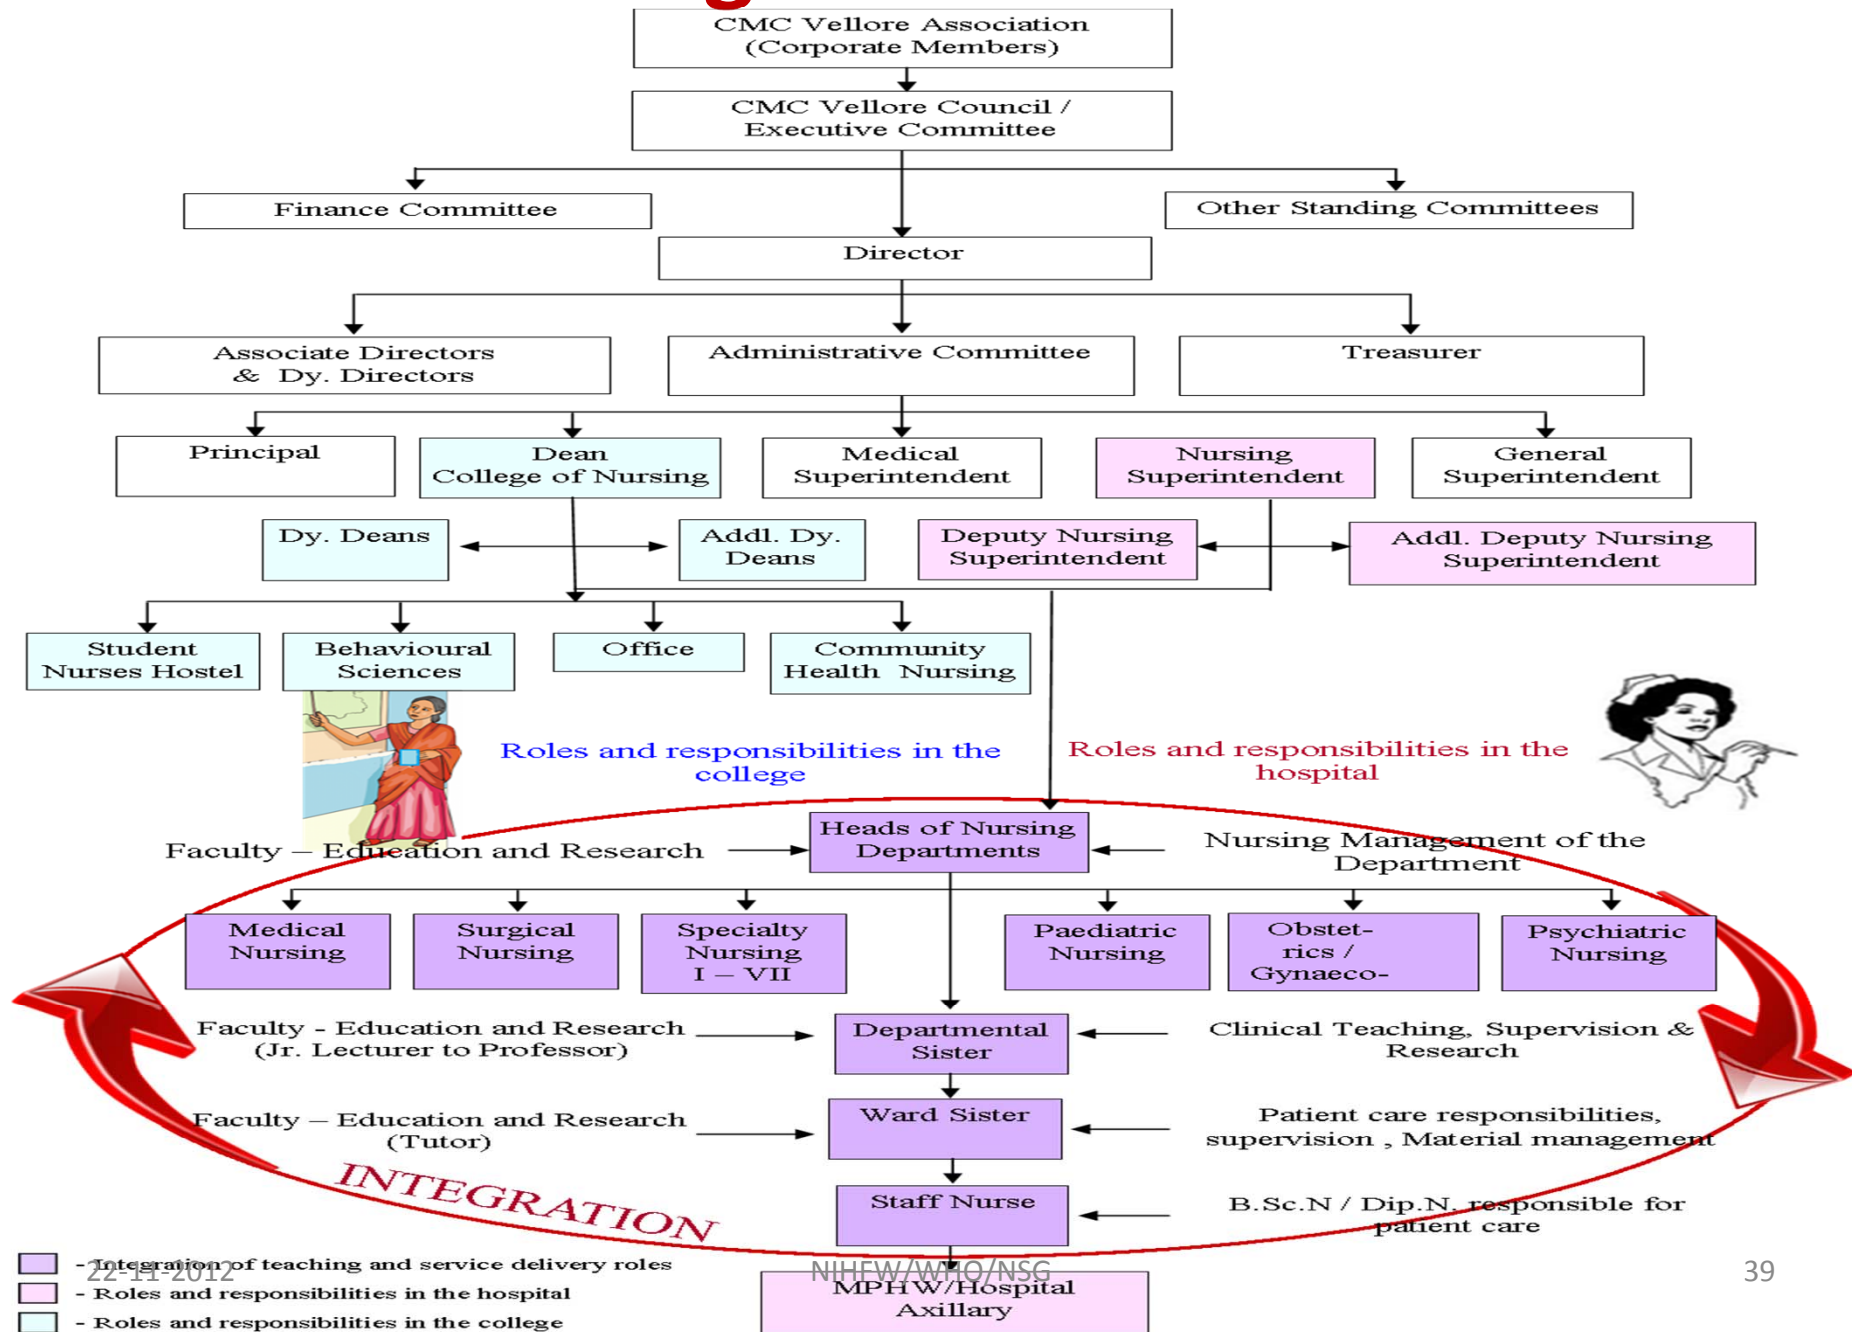 CMC Vellore Association
(Corporate Members)
CMC Vellore Council /
Executive Committee
Finance Committee
Other Standing Committees
Director
Associate Directors
& Dy. Directors
Administrative Committee
Treasurer
Principal
Dean
College of Nursing
Medical
Superintendent
Nursing
Superintendent
General
Superintendent
Dy. Deans
Addl. Dy.
Deans
Deputy Nursing
Superintendent
Addl. Deputy Nursing
Superintendent
Student
Nurses Hostel
Behavioural
Sciences
Office
Community
Health Nursing
Roles and responsibilities in the
college
Roles and responsibilities in the
hospital
Faculty – Education and Research
Heads of Nursing
Departments
Nursing Management of the
Department
Medical
Nursing
Surgical
Nursing
Specialty
Nursing
I – VII
Paediatric
Nursing
Obstet-
rics /
Gynaeco-
Psychiatric
Nursing
Faculty - Education and Research
(Jr. Lecturer to Professor)
Departmental
Sister
Clinical Teaching, Supervision &
Research
Faculty – Education and Research
(Tutor)
Ward Sister
Patient care responsibilities,
supervision , Material management
INTEGRATION
Staff Nurse
B.Sc.N / Dip.N. responsible for
patient care
- Integration of teaching and service delivery roles
22-11-2012
NIHFW/WHO/NSG
39
MPHW/Hospital
Axillary
- Roles and responsibilities in the hospital
- Roles and responsibilities in the college